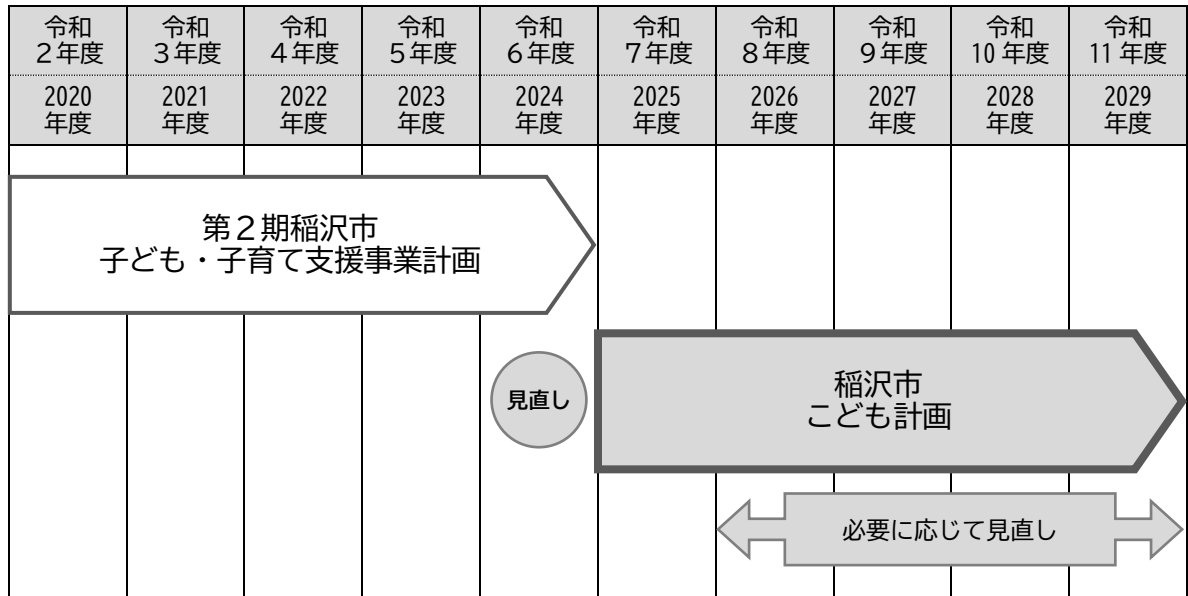 令和
２年度
令和
３年度
令和
４年度
令和
５年度
令和
６年度
令和
７年度
令和
８年度
令和
９年度
令和
10 年度
令和
11 年度
2020
年度
2021
年度
2022
年度
2023
年度
2024
年度
2025
年度
2026
年度
2027
年度
2028
年度
2029
年度
第２期稲沢市
子ども・子育て支援事業計画
見直し
稲沢市
こども計画
必要に応じて見直し